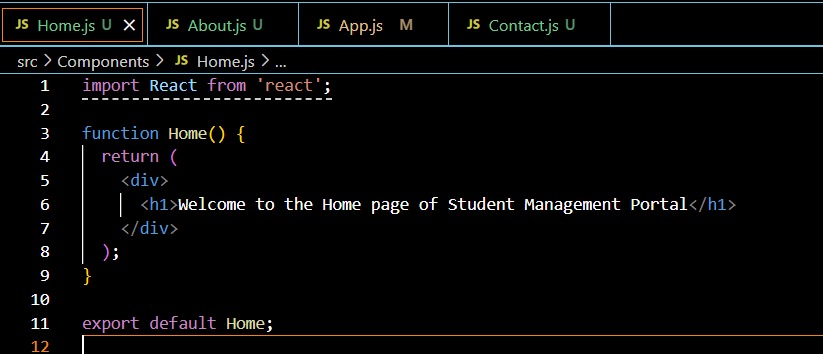 JS Home.js U ×
JS About.js U
JS App.js M
JS Contact.js U
src > Components > JS Home.js > ...
1 import React from 'react';
2
3 function Home() {
4   return (
5     <div>
6       <h1>Welcome to the Home page of Student Management Portal</h1>
7     </div>
8   );
9 }
10
11 export default Home;
12